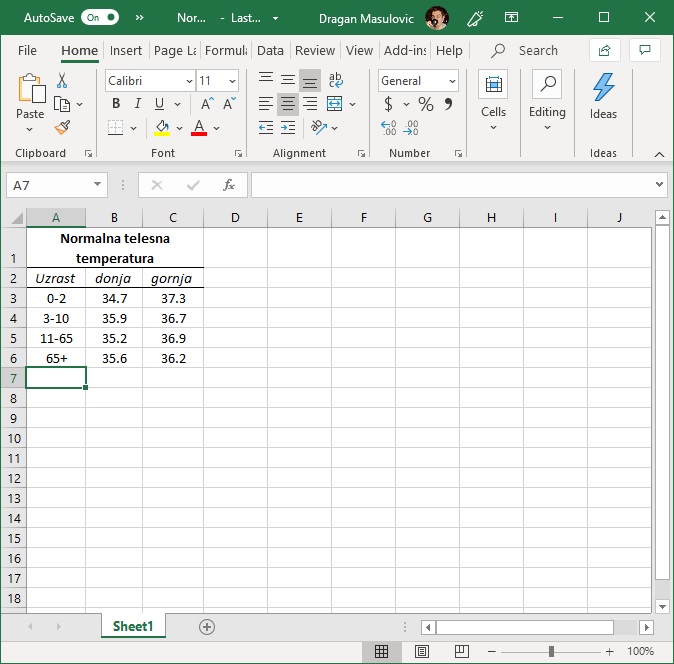 AutoSave On Nor... - Last... Dragan Masulovic
File Home Insert Page La Formula Data Review View Add-ins Help Search
Calibri 11 General
Paste B I U A A $ % 9 Cells Editing Ideas
A
Clipboard Font Alignment Number Ideas
A7 fx
A B C D E F G H I J
1 Normalna telesna
temperatura
2 Uzrast donja gornja
3 0-2 34.7 37.3
4 3-10 35.9 36.7
5 11-65 35.2 36.9
6 65+ 35.6 36.2
7
8
9
10
11
12
13
14
15
16
17
18
Sheet1
100%